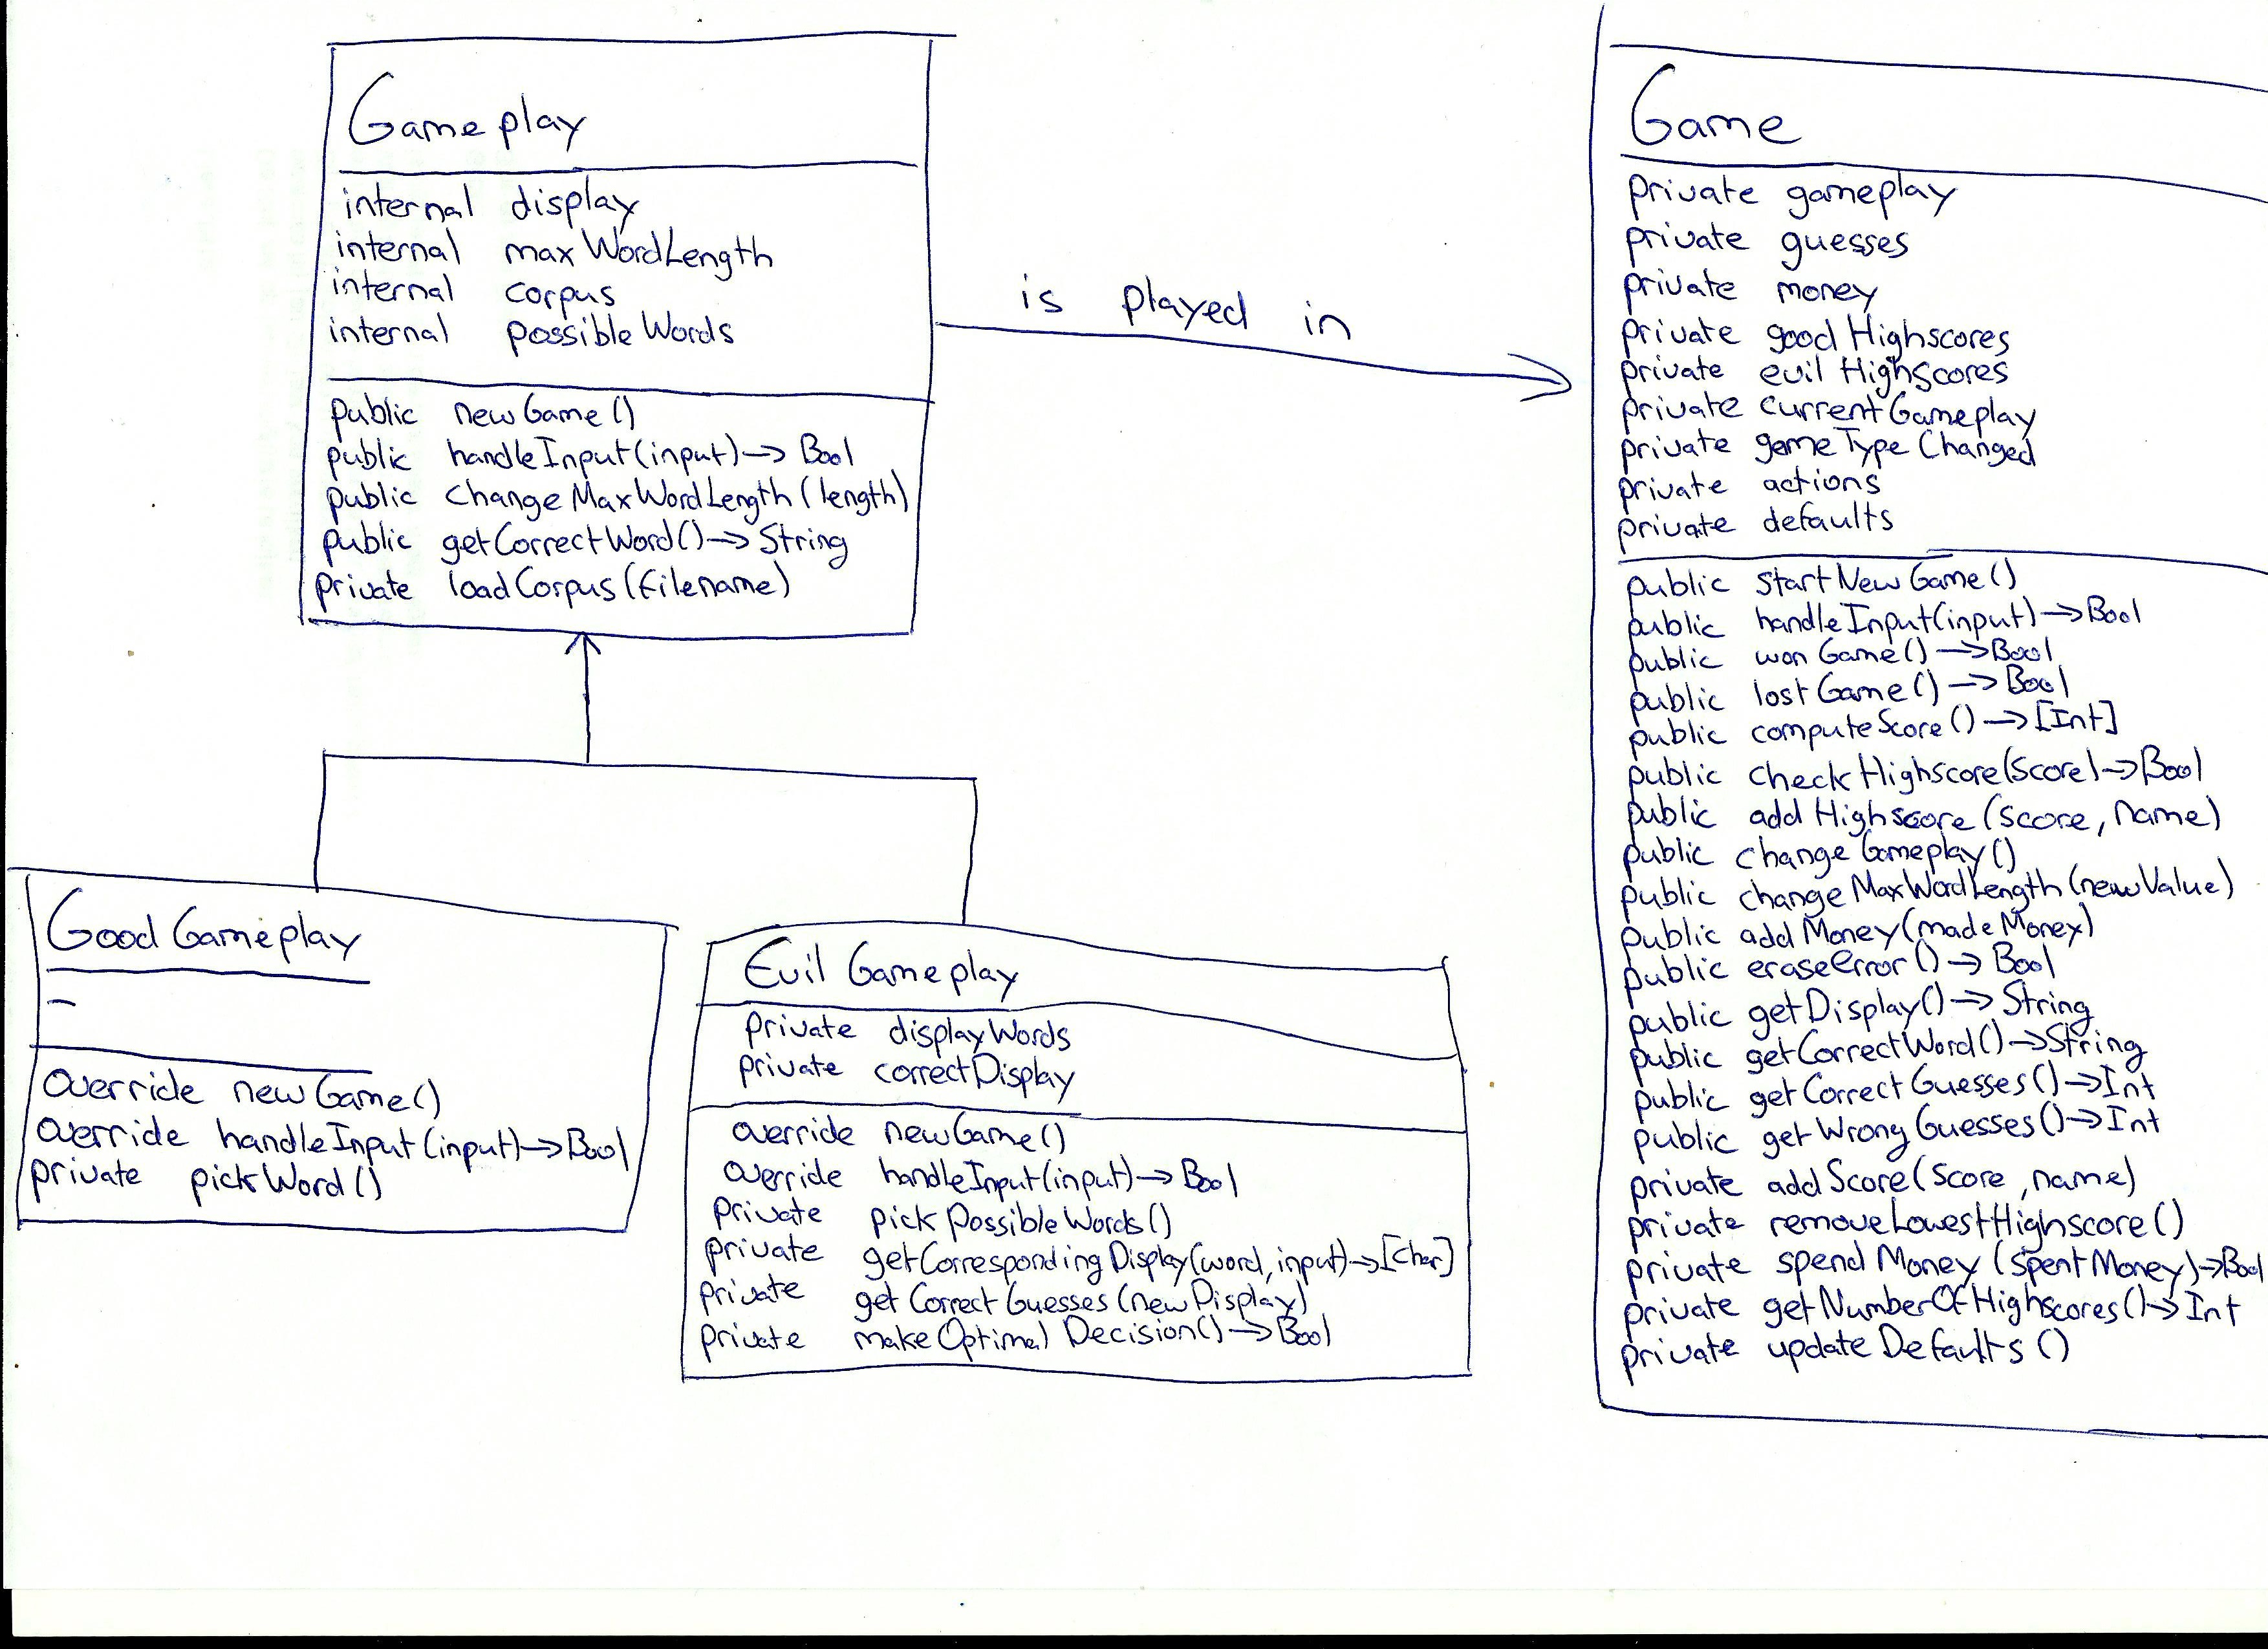 Gameplay
internal display
internal maxWordLength
internal corpus
internal possibleWords
public newGame()
public handleInput(input)->Bool
public changeMaxWordLength(length)
public getCorrectWord()->String
private loadCorpus(filename)
is played in
Game
private gameplay
private guesses
private money
private goodHighscores
private evilHighscores
private currentGameplay
private gameTypeChanged
private actions
private defaults
public startNewGame()
public handleInput(input)->Bool
public wonGame()->Bool
public lostGame()->Bool
public computeScore()->[Int]
public checkHighscore(score)->Bool
public addHighscore(score, name)
public changeGameplay()
public changeMaxWordLength(newValue)
public addMoney(madeMoney)
public eraseError()->Bool
public getDisplay()->String
public getCorrectWord()->String
public getCorrectGuesses()->Int
public getWrongGuesses()->Int
private addScore(score, name)
private removeLowestHighscore()
private spendMoney(spentMoney)->Bool
private getNumberOfHighscores()->Int
private updateDefaults()
Good Gameplay
-
override newGame()
override handleInput(input)->Bool
private pickWord()
Evil Gameplay
private displayWords
private correctDisplay
override newGame()
override handleInput(input)->Bool
private pickPossibleWords()
private getCorrespondingDisplay(word, input)->[Char]
private getCorrectGuesses(newDisplay)
private makeOptimalDecision()->Bool